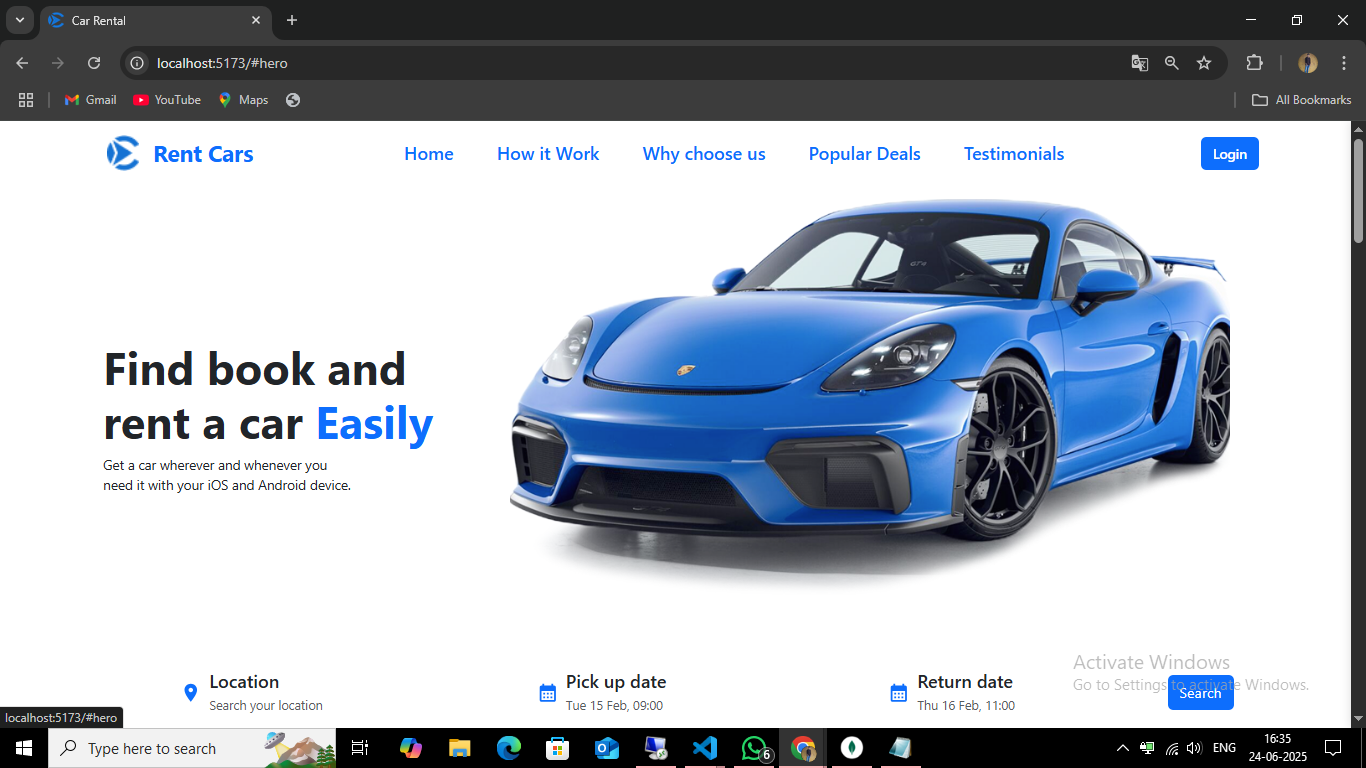 Car Rental
localhost:5173/#hero
Gmail
YouTube
Maps
All Bookmarks
Rent Cars
Home
How it Work
Why choose us
Popular Deals
Testimonials
Login
Find book and
rent a car Easily
Get a car wherever and whenever you
need it with your iOS and Android device.
Activate Windows
Go to Settings to activate Windows.
Location
Search your location
Pick up date
Tue 15 Feb, 09:00
Return date
Thu 16 Feb, 11:00
Search
localhost:5173/#hero
Type here to search
6
ENG
16:35
24-06-2025